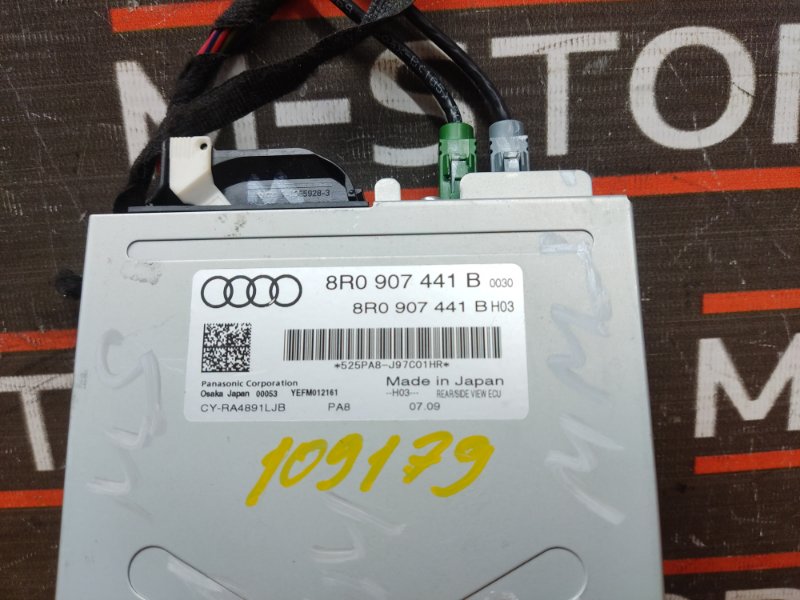 M-STOR
8R0 907 441 B 0030
8R0 907 441 B H03
*525PA8-J97C01HR*
Panasonic Corporation
Made in Japan
Osaka Japan 00053 YEFM012161
--H03--- REAR/SIDE VIEW ECU
CY-RA4891LJB PA8 07.09
109179